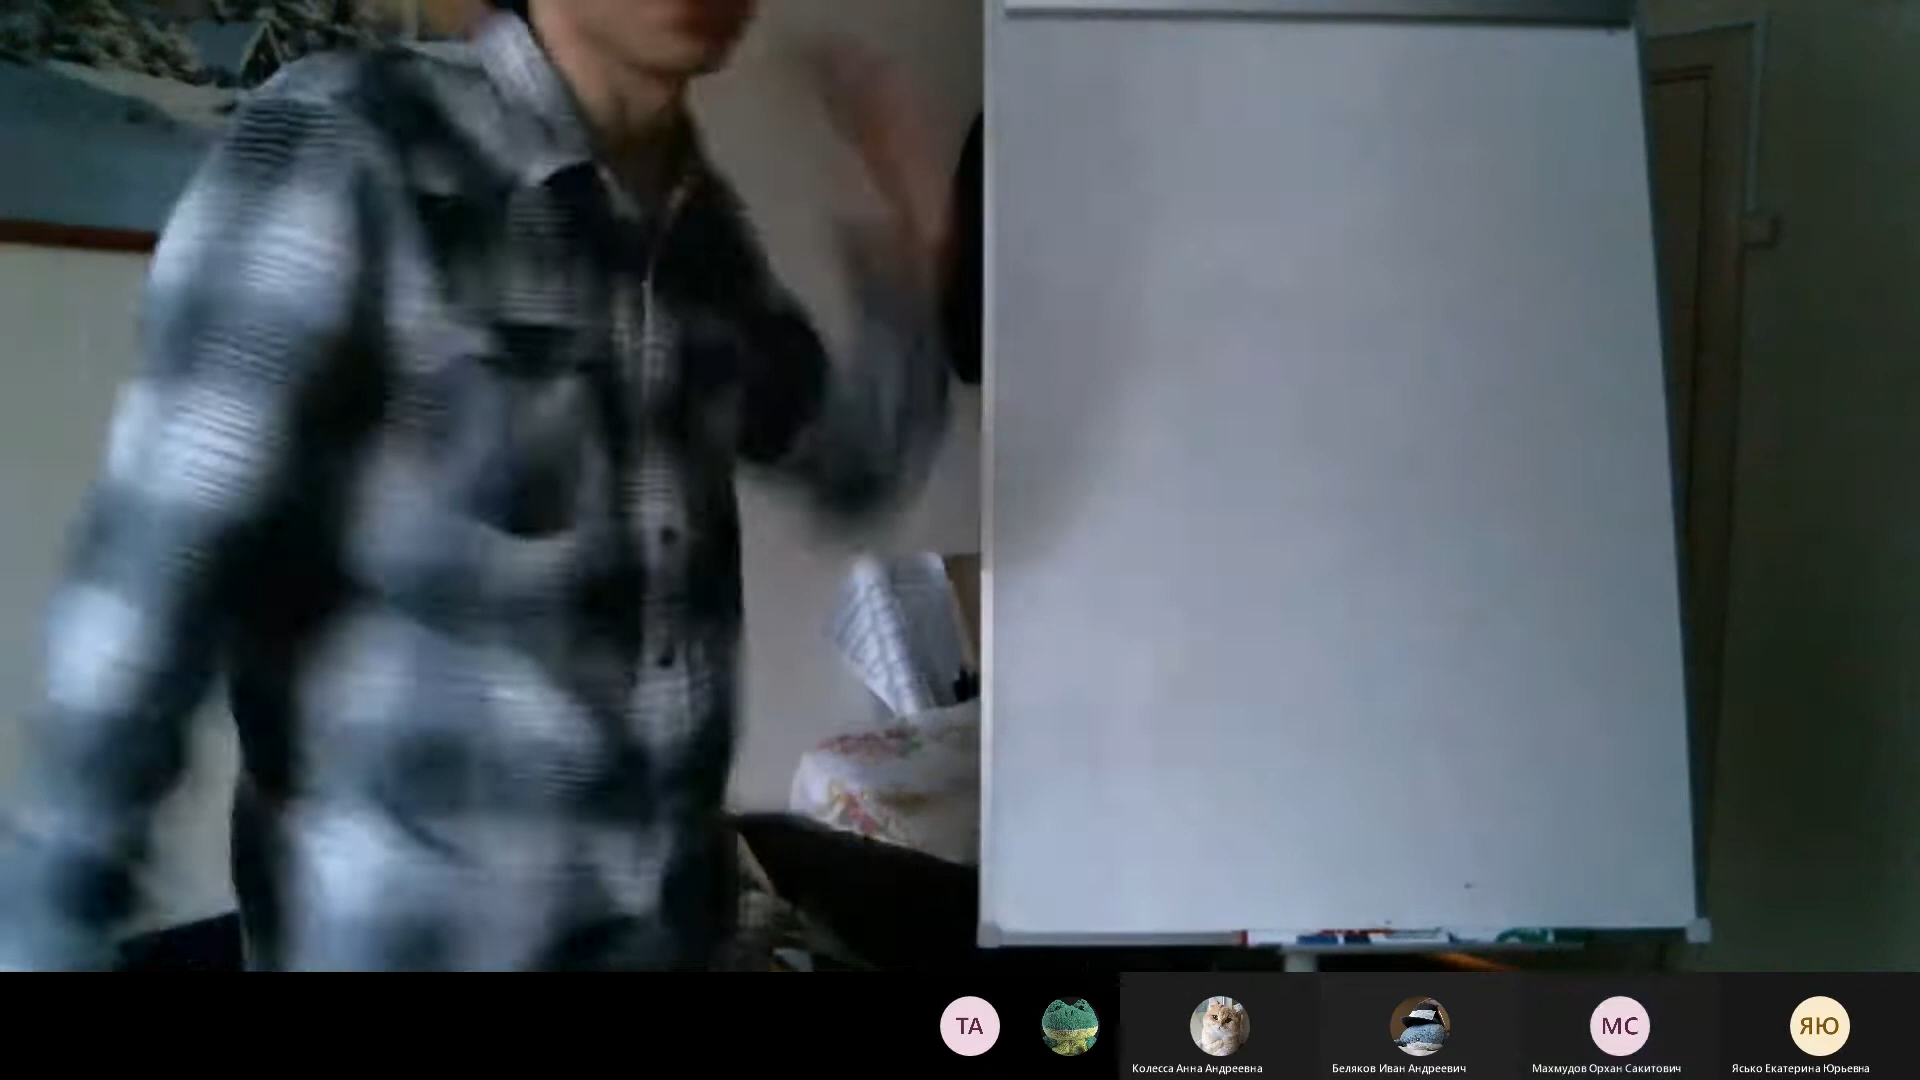 ТА
МС
ЯЮ
Колесса Анна Андреевна
Беляков Иван Андреевич
Махмудов Орхан Сакитович
Ясько Екатерина Юрьевна